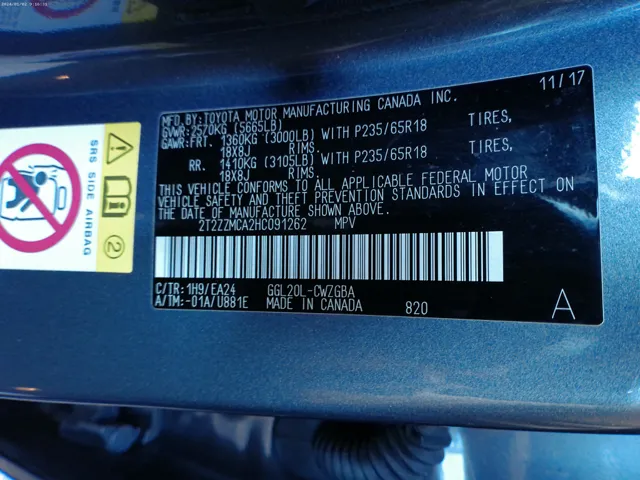 MFD.BY:TOYOTA MOTOR MANUFACTURING CANADA INC. 11/17
GVWR:2570KG (5665LB)
GAWR:FRT. 1360KG (3000LB) WITH P235/65R18 TIRES,
18X8J RIMS.
RR. 1410KG (3105LB) WITH P235/65R18 TIRES,
18X8J RIMS.
THIS VEHICLE CONFORMS TO ALL APPLICABLE FEDERAL MOTOR
VEHICLE SAFETY AND THEFT PREVENTION STANDARDS IN EFFECT ON
THE DATE OF MANUFACTURE SHOWN ABOVE.
2T2ZZMCA2HC091262 MPV
C/TR:1H9/EA24 GGL20L-CWZGBA
A/TM:-01A/U881E MADE IN CANADA 820 A
SRS SIDE AIRBAG
2